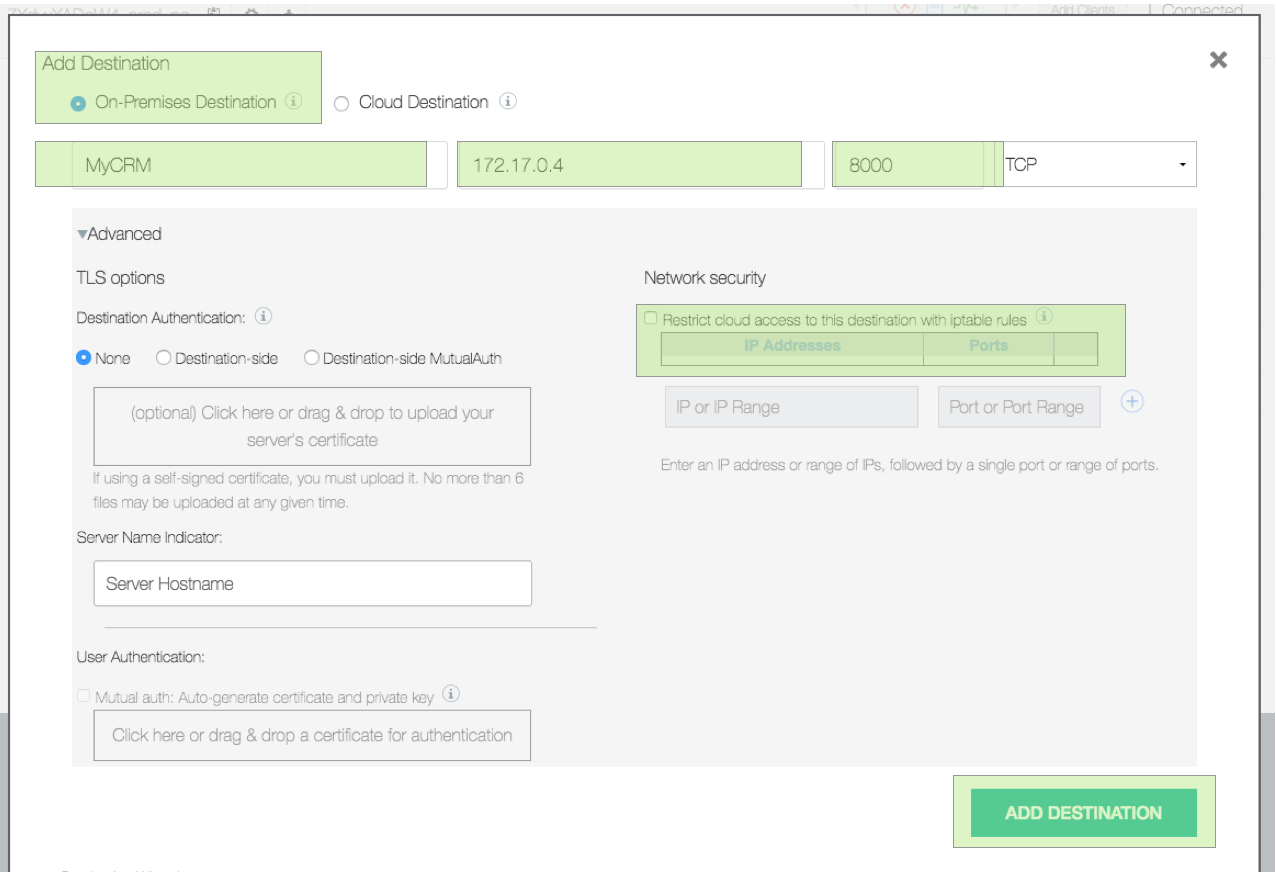 Add Clients
Connected
Add Destination
On-Premises Destination
Cloud Destination
MyCRM
172.17.0.4
8000
TCP
Advanced
TLS options
Network security
Destination Authentication:
Restrict cloud access to this destination with iptable rules
IP Addresses
Ports
None
Destination-side
Destination-side MutualAuth
(optional) Click here or drag & drop to upload your
server's certificate
IP or IP Range
Port or Port Range
Enter an IP address or range of IPs, followed by a single port or range of ports.
If using a self-signed certificate, you must upload it. No more than 6
files may be uploaded at any given time.
Server Name Indicator:
Server Hostname
User Authentication:
Mutual auth: Auto-generate certificate and private key
Click here or drag & drop a certificate for authentication
ADD DESTINATION